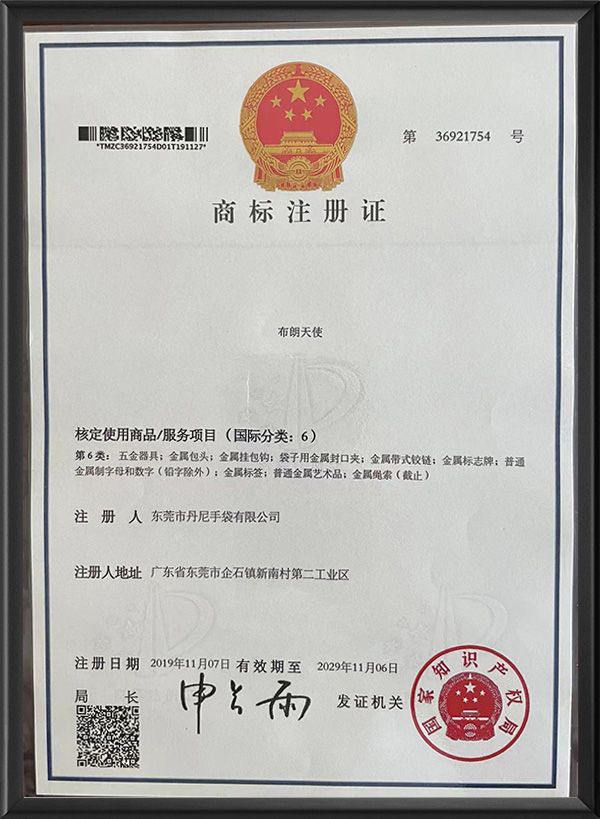 第 36921754 号
*TMZC36921754D01T191127*
商标注册证
布朗天使
核定使用商品/服务项目（国际分类：6）
第6类：五金器具；金属包头；金属挂包钩；袋子用金属封口夹；金属带式铰链；金属标志牌；普通
金属制字母和数字（铅字除外）；金属标签；普通金属艺术品；金属绳索（截止）
注册人 东莞市丹尼手袋有限公司
注册人地址 广东省东莞市企石镇新南村第二工业区
注册日期 2019年11月07日 有效期至 2029年11月06日
局长 申长雨 发证机关
国家知识产权局